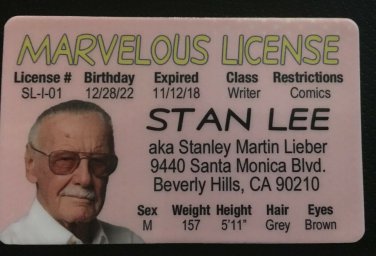 MARVELOUS LICENSE
License # Birthday Expired Class Restrictions
SL-I-01 12/28/22 11/12/18 Writer Comics
STAN LEE
aka Stanley Martin Lieber
9440 Santa Monica Blvd.
Beverly Hills, CA 90210
Sex Weight Height Hair Eyes
M 157 5'11" Grey Brown